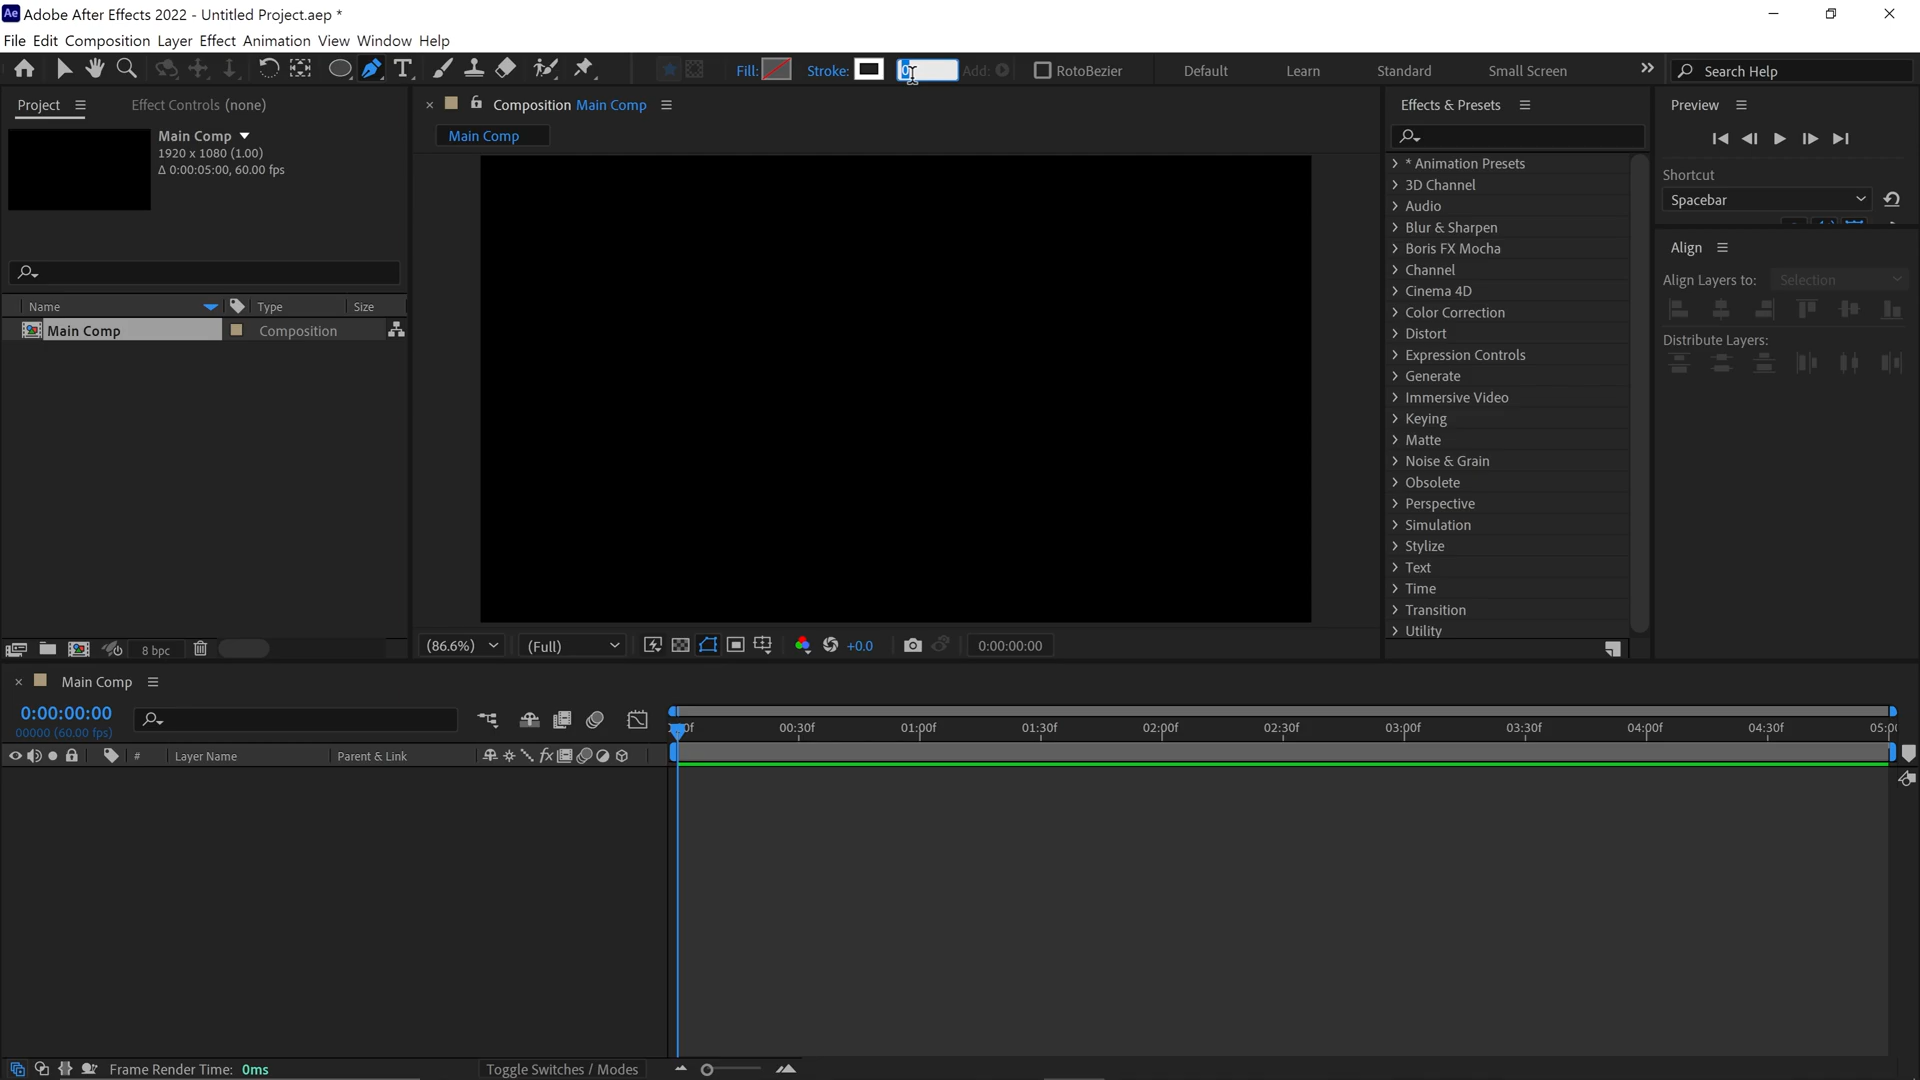 Ae Adobe After Effects 2022 - Untitled Project.aep *
File Edit Composition Layer Effect Animation View Window Help
Fill: Stroke: 0 Add: RotoBezier Default Learn Standard Small Screen Search Help
Project Effect Controls (none)
Main Comp
1920 x 1080 (1.00)
Δ 0:00:05:00, 60.00 fps
Name Type Size
Main Comp Composition
8 bpc
Composition Main Comp
Main Comp
(86.6%) (Full) +0.0 0:00:00:00
Effects & Presets
* Animation Presets
3D Channel
Audio
Blur & Sharpen
Boris FX Mocha
Channel
Cinema 4D
Color Correction
Distort
Expression Controls
Generate
Immersive Video
Keying
Matte
Noise & Grain
Obsolete
Perspective
Simulation
Stylize
Text
Time
Transition
Utility
Preview
Shortcut
Spacebar
Align
Align Layers to: Selection
Distribute Layers:
Main Comp
0:00:00:00
00000 (60.00 fps)
# Layer Name Parent & Link fx
00:30f 01:00f 01:30f 02:00f 02:30f 03:00f 03:30f 04:00f 04:30f
Frame Render Time: 0ms Toggle Switches / Modes